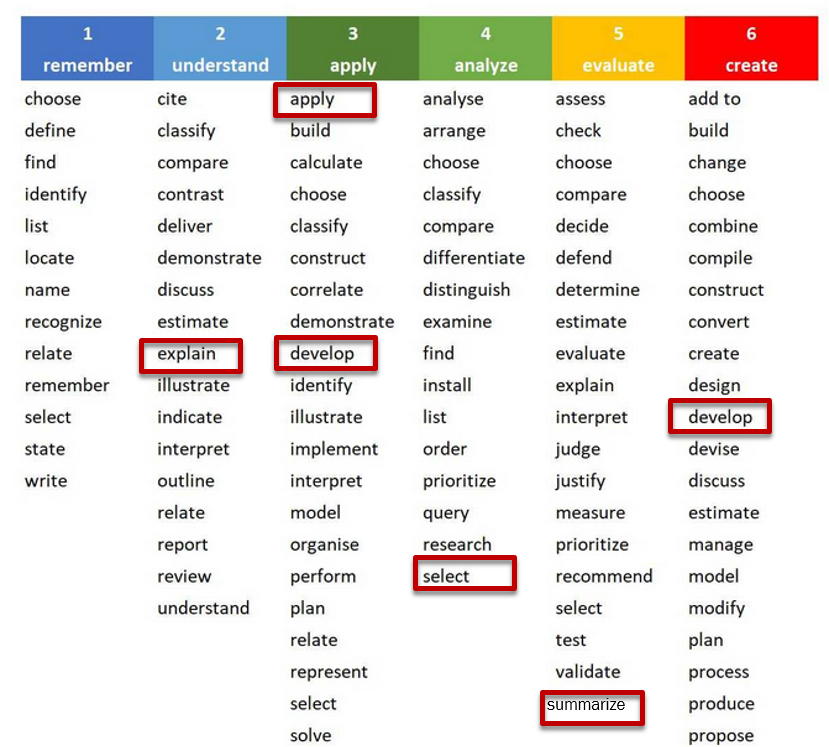 1 2 3 4 5 6
remember understand apply analyze evaluate create
choose cite apply analyse assess add to
define classify build arrange check build
find compare calculate choose choose change
identify contrast choose classify compare choose
list deliver classify compare decide combine
locate demonstrate construct differentiate defend compile
name discuss correlate distinguish determine construct
recognize estimate demonstrate examine estimate convert
relate explain develop find evaluate create
remember illustrate identify install explain design
select indicate illustrate list interpret develop
state interpret implement order judge devise
write outline interpret prioritize justify discuss
relate model query measure estimate
report organise research prioritize manage
review perform select recommend model
understand plan select modify
relate test plan
represent validate process
select summarize produce
solve propose